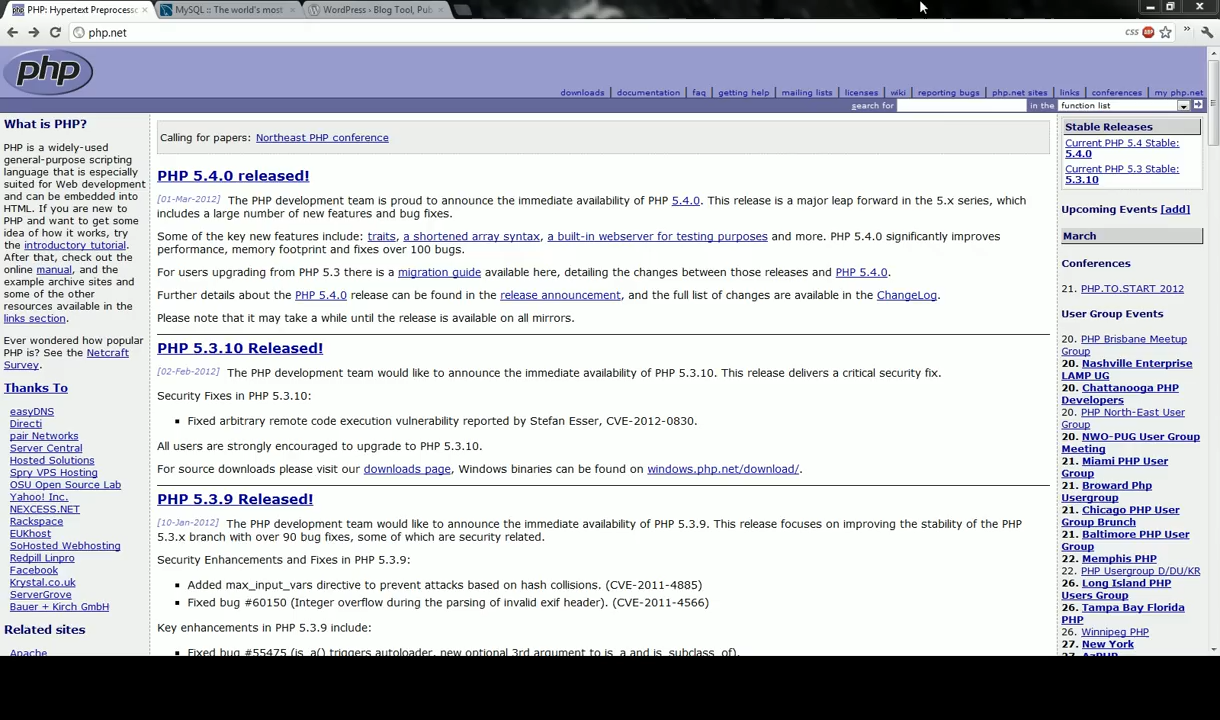 PHP: Hypertext Preprocess
MySQL :: The world's most
WordPress › Blog Tool, Pub
php.net
CSS
ABP
php
downloads | documentation | faq | getting help | mailing lists | licenses | wiki | reporting bugs | php.net sites | links | conferences | my php.net
search for in the function list
What is PHP?
PHP is a widely-used
general-purpose scripting
language that is especially
suited for Web development
and can be embedded into
HTML. If you are new to
PHP and want to get some
idea of how it works, try
the introductory tutorial.
After that, check out the
online manual, and the
example archive sites and
some of the other
resources available in the
links section.
Ever wondered how popular
PHP is? See the Netcraft
Survey.
Thanks To
easyDNS
Directi
pair Networks
Server Central
Hosted Solutions
Spry VPS Hosting
OSU Open Source Lab
Yahoo! Inc.
NEXCESS.NET
Rackspace
EUKhost
SoHosted Webhosting
Redpill Linpro
Facebook
Krystal.co.uk
ServerGrove
Bauer + Kirch GmbH
Related sites
Apache
Calling for papers: Northeast PHP conference
PHP 5.4.0 released!
[01-Mar-2012] The PHP development team is proud to announce the immediate availability of PHP 5.4.0. This release is a major leap forward in the 5.x series, which
includes a large number of new features and bug fixes.
Some of the key new features include: traits, a shortened array syntax, a built-in webserver for testing purposes and more. PHP 5.4.0 significantly improves
performance, memory footprint and fixes over 100 bugs.
For users upgrading from PHP 5.3 there is a migration guide available here, detailing the changes between those releases and PHP 5.4.0.
Further details about the PHP 5.4.0 release can be found in the release announcement, and the full list of changes are available in the ChangeLog.
Please note that it may take a while until the release is available on all mirrors.
PHP 5.3.10 Released!
[02-Feb-2012] The PHP development team would like to announce the immediate availability of PHP 5.3.10. This release delivers a critical security fix.
Security Fixes in PHP 5.3.10:
▪ Fixed arbitrary remote code execution vulnerability reported by Stefan Esser, CVE-2012-0830.
All users are strongly encouraged to upgrade to PHP 5.3.10.
For source downloads please visit our downloads page, Windows binaries can be found on windows.php.net/download/.
PHP 5.3.9 Released!
[10-Jan-2012] The PHP development team would like to announce the immediate availability of PHP 5.3.9. This release focuses on improving the stability of the PHP
5.3.x branch with over 90 bug fixes, some of which are security related.
Security Enhancements and Fixes in PHP 5.3.9:
▪ Added max_input_vars directive to prevent attacks based on hash collisions. (CVE-2011-4885)
▪ Fixed bug #60150 (Integer overflow during the parsing of invalid exif header). (CVE-2011-4566)
Key enhancements in PHP 5.3.9 include:
▪ Fixed bug #55475 (is_a() triggers autoloader, new optional 3rd argument to is_a and is_subclass_of).
Stable Releases
Current PHP 5.4 Stable:
5.4.0
Current PHP 5.3 Stable:
5.3.10
Upcoming Events [add]
March
Conferences
21. PHP.TO.START 2012
User Group Events
20. PHP Brisbane Meetup
Group
20. Nashville Enterprise
LAMP UG
20. Chattanooga PHP
Developers
20. PHP North-East User
Group
20. NWO-PUG User Group
Meeting
21. Miami PHP User
Group
21. Broward Php
Usergroup
21. Chicago PHP User
Group Brunch
21. Baltimore PHP User
Group
22. Memphis PHP
22. PHP Usergroup D/DU/KR
26. Long Island PHP
Users Group
26. Tampa Bay Florida
PHP
26. Winnipeg PHP
27. New York
27. AzPHP